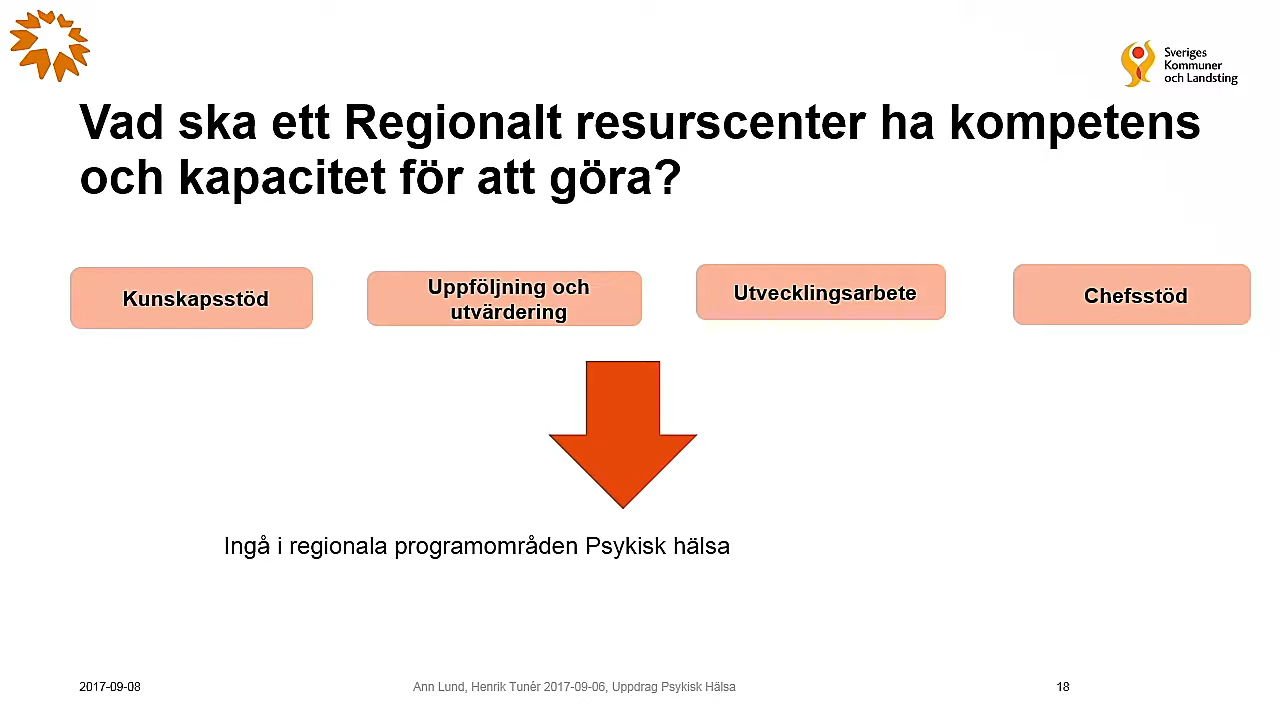 Sveriges
Kommuner
och Landsting
Vad ska ett Regionalt resurscenter ha kompetens
och kapacitet för att göra?
Kunskapsstöd
Uppföljning och
utvärdering
Utvecklingsarbete
Chefsstöd
Ingå i regionala programområden Psykisk hälsa
2017-09-08
Ann Lund, Henrik Tunér 2017-09-06, Uppdrag Psykisk Hälsa
18